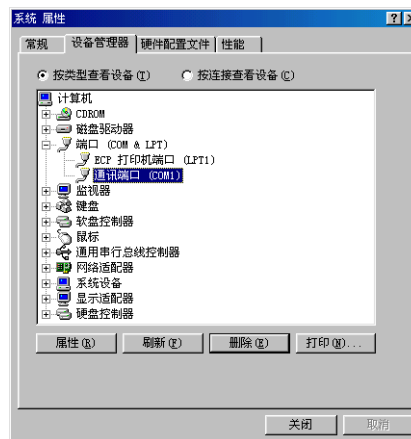 系统 属性
常规 设备管理器 硬件配置文件 性能
按类型查看设备(T) 按连接查看设备(C)
计算机
CDROM
磁盘驱动器
端口 (COM & LPT)
ECP 打印机端口 (LPT1)
通讯端口 (COM1)
监视器
键盘
软盘控制器
鼠标
通用串行总线控制器
网络适配器
系统设备
显示适配器
硬盘控制器
属性(R) 刷新(F) 删除(E) 打印(N)...
关闭 取消